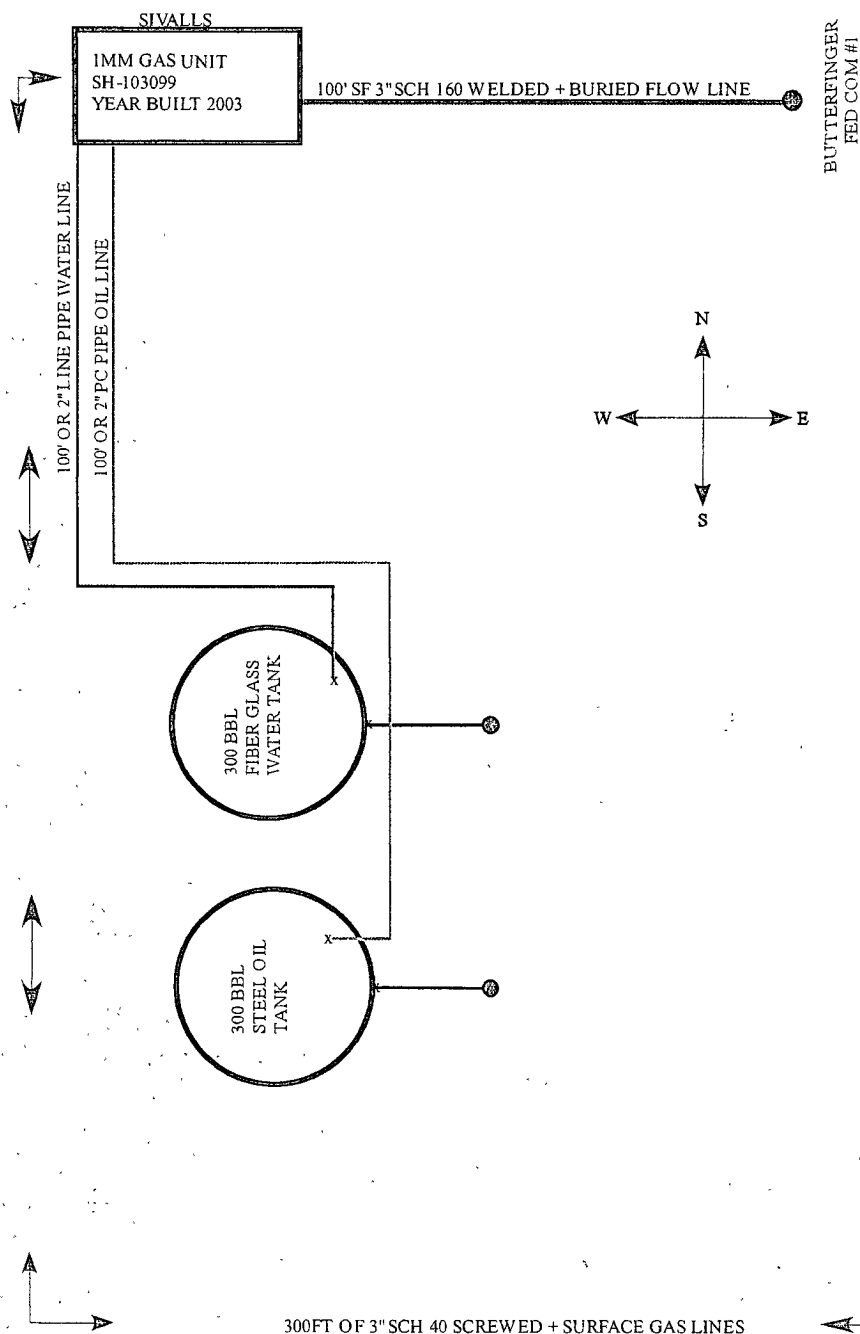 SIVALLS
1MM GAS UNIT
SH-103099
YEAR BUILT 2003
100' SF 3" SCH 160 WELDED + BURIED FLOW LINE
BUTTERFINGER
FED COM #1
100' OR 2" LINE PIPE WATER LINE
100' OR 2" PC PIPE OIL LINE
N
W
E
S
300 BBL
FIBER GLASS
WATER TANK
x
300 BBL
STEEL OIL
TANK
x
300FT OF 3" SCH 40 SCREWED + SURFACE GAS LINES